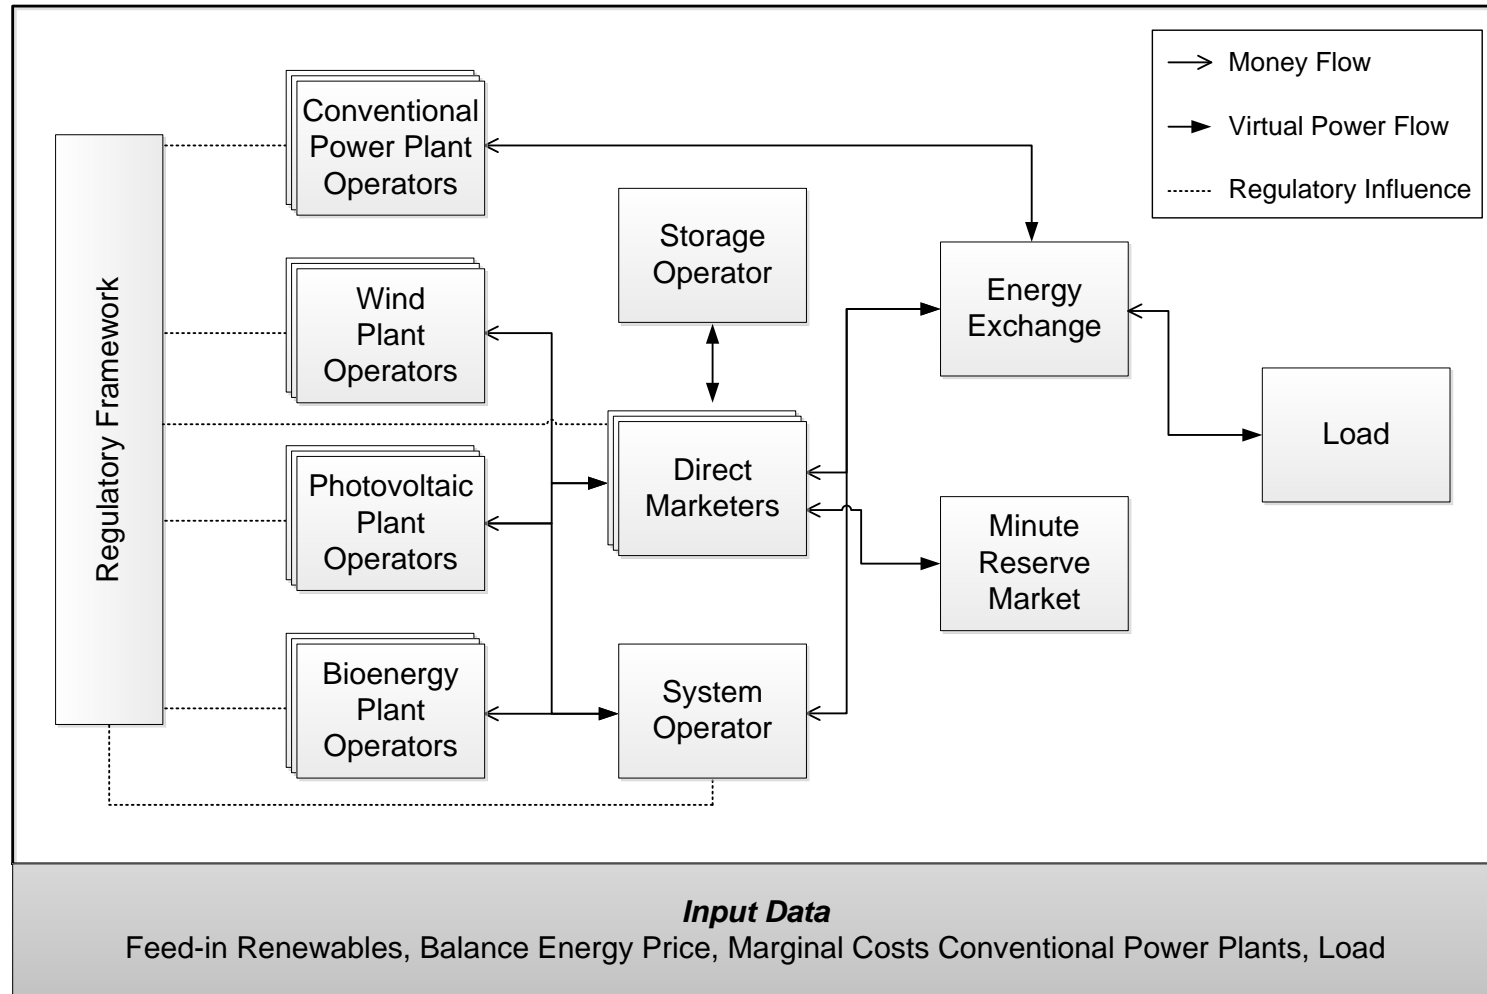 Money Flow
Virtual Power Flow
Regulatory Influence
Regulatory Framework
Conventional
Power Plant
Operators
Wind
Plant
Operators
Photovoltaic
Plant
Operators
Bioenergy
Plant
Operators
Storage
Operator
Direct
Marketers
System
Operator
Energy
Exchange
Minute
Reserve
Market
Load
Input Data
Feed-in Renewables, Balance Energy Price, Marginal Costs Conventional Power Plants, Load